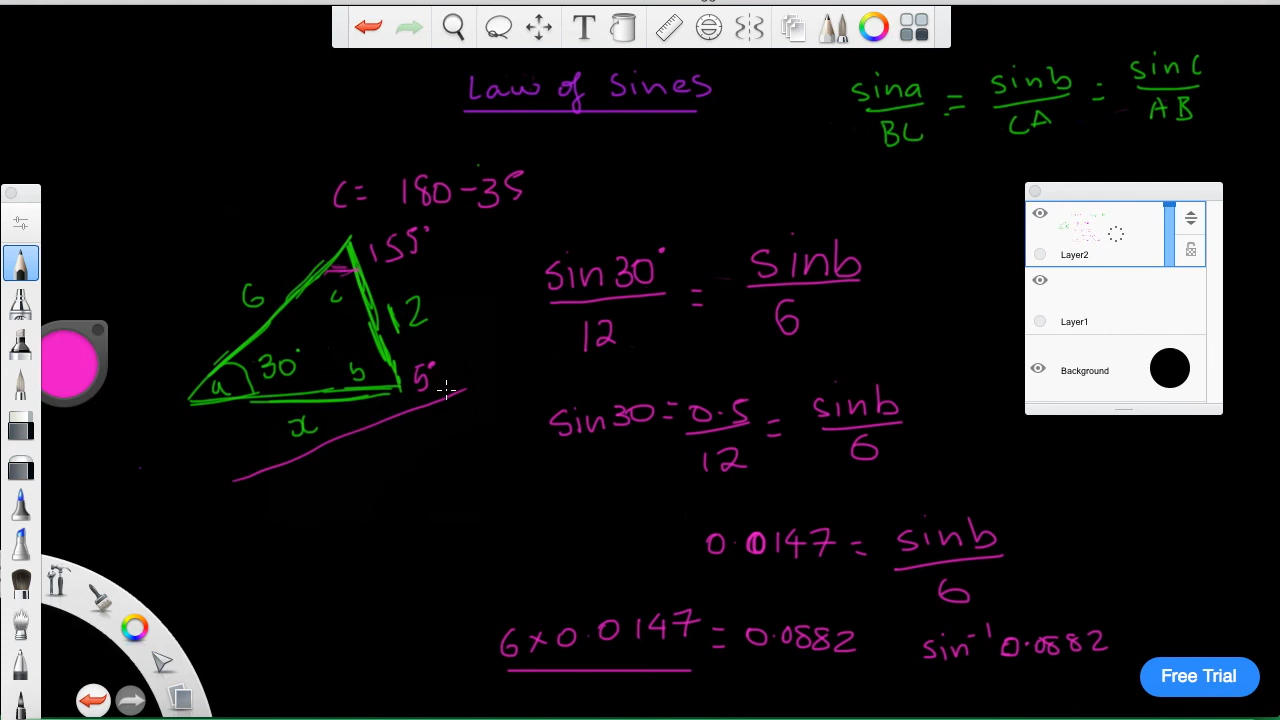 Law of Sines
sina/BC = sinb/CA = sinC/AB
C= 180-35
155°
6
c
12
a
30°
b
5°
x
sin30°/12 = sinb/6
sin30=0.5/12 = sinb/6
0.0147 = sinb/6
6x0.0147 = 0.0882
sin⁻¹ 0.0882
Layer2
Layer1
Background
Free Trial